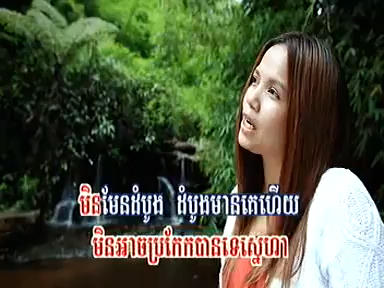 មិនមែនដំបូង ដំបូងមានគេហើយ
មិនអាចប្រកែកបានទេស្នេហា